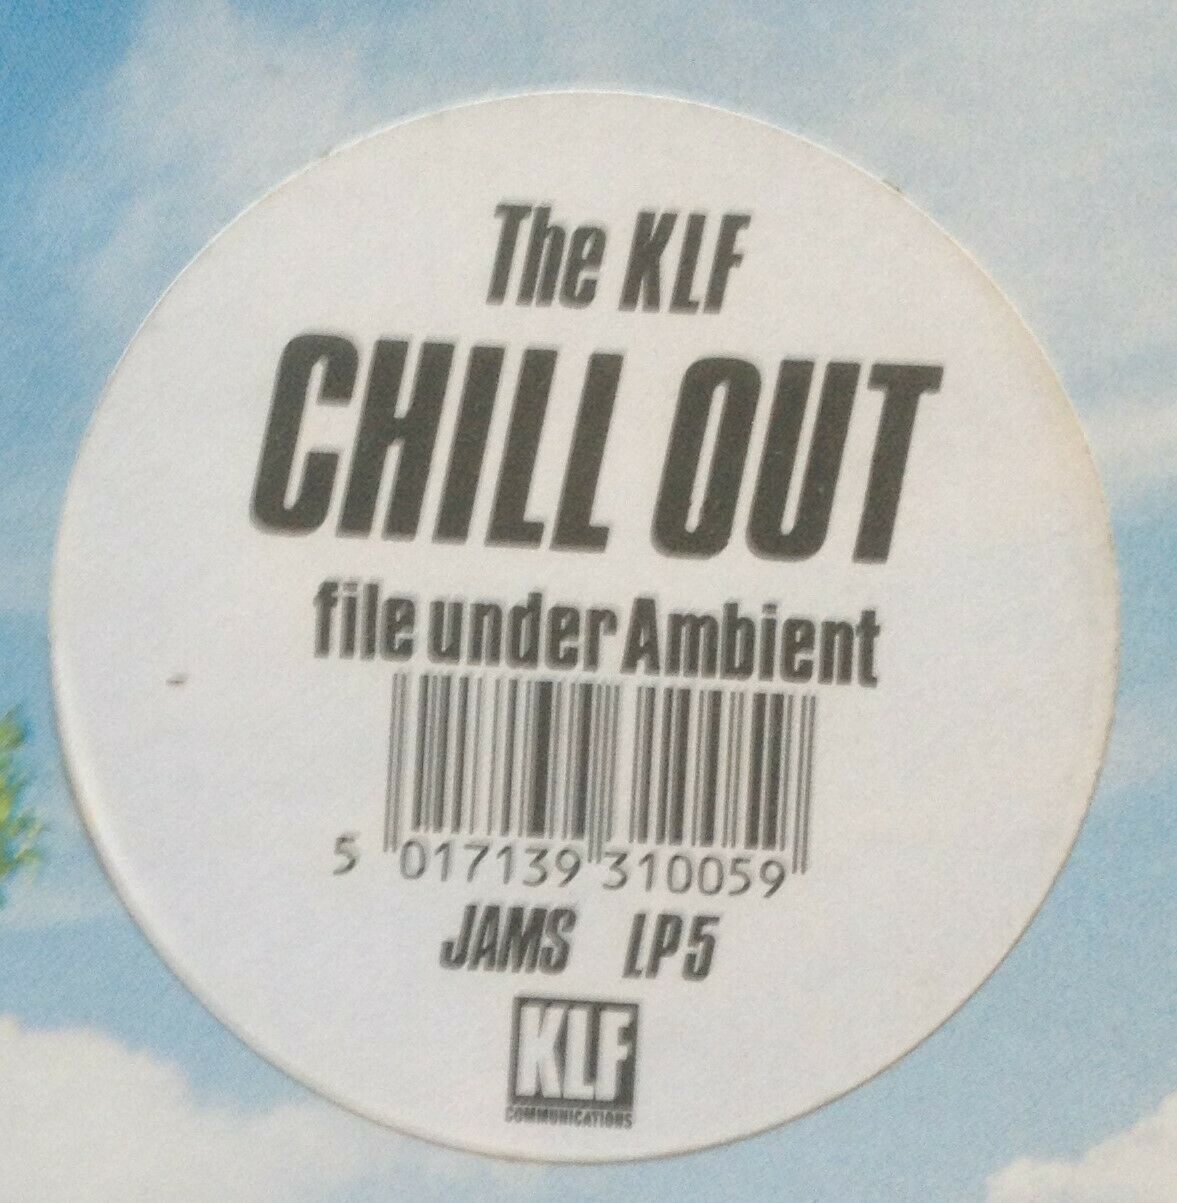 The KLF
CHILL OUT
file under Ambient
5 017139 310059
JAMS LP5
KLF
COMMUNICATIONS